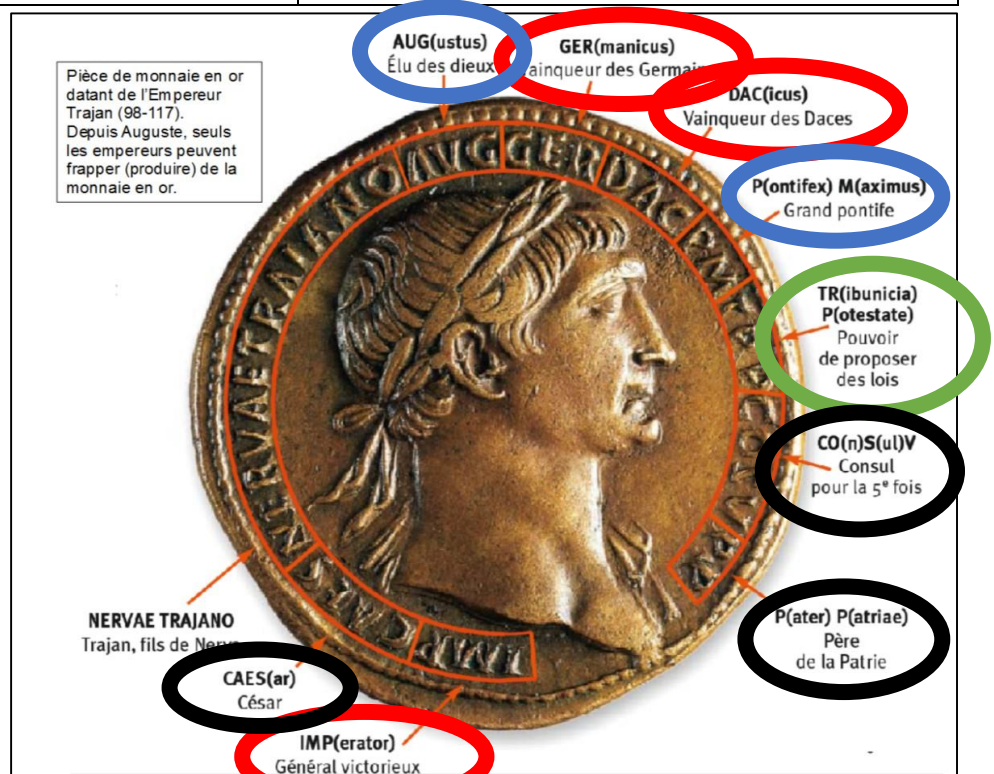 Pièce de monnaie en or
datant de l'Empereur
Trajan (98-117).
Depuis Auguste, seuls
les empereurs peuvent
frapper (produire) de la
monnaie en or.
AUG(ustus)
Élu des dieux
GER(manicus)
ainqueur des Germain
DAC(icus)
Vainqueur des Daces
P(ontifex) M(aximus)
Grand pontife
TR(ibunicia)
P(otestate)
Pouvoir
de proposer
des lois
CO(n)S(ul)V
Consul
pour la 5e fois
P(ater) P(atriae)
Père
de la Patrie
NERVAE TRAJANO
Trajan, fils de Nerv
CAES(ar)
César
IMP(erator)
Général victorieux
IMP CAES NERVAE TRAIANO AVG GER DAC P M TR P COS V P P